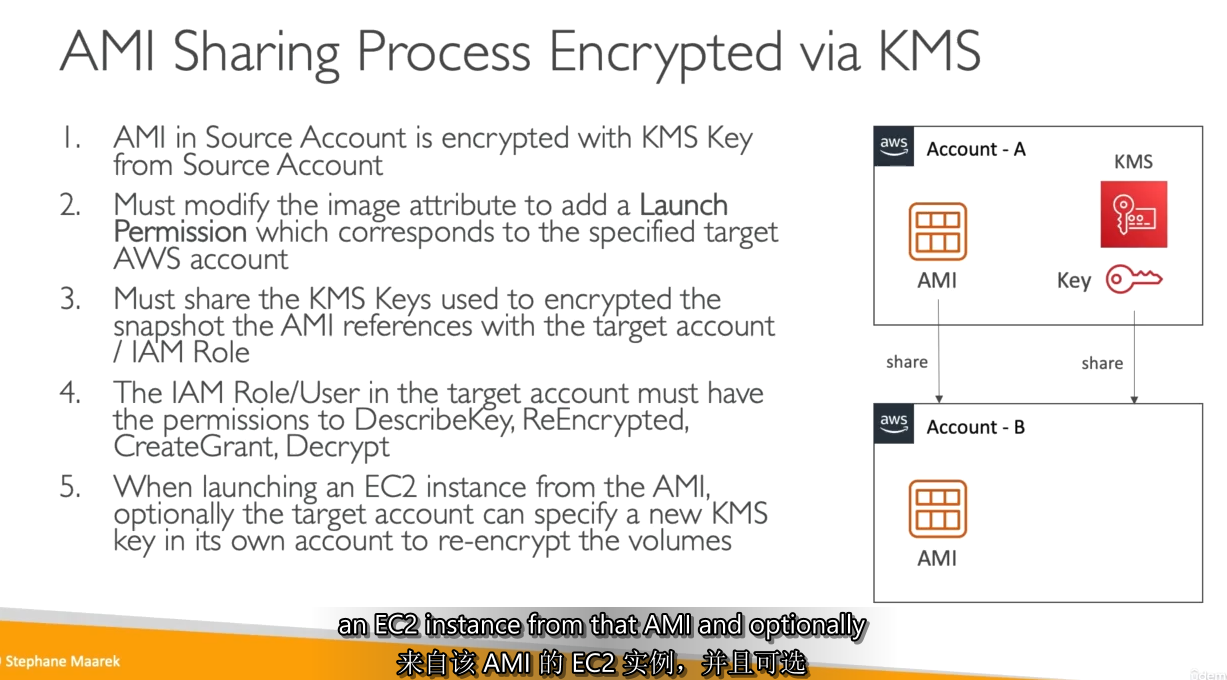 AMI Sharing Process Encrypted via KMS
1. AMI in Source Account is encrypted with KMS Key
from Source Account
2. Must modify the image attribute to add a Launch
Permission which corresponds to the specified target
AWS account
3. Must share the KMS Keys used to encrypted the
snapshot the AMI references with the target account
/ IAM Role
4. The IAM Role/User in the target account must have
the permissions to DescribeKey, ReEncrypted,
CreateGrant, Decrypt
5. When launching an EC2 instance from the AMI,
optionally the target account can specify a new KMS
key in its own account to re-encrypt the volumes
aws
Account - A
KMS
AMI
Key
share
share
aws
Account - B
AMI
an EC2 instance from that AMI and optionally
来自该 AMI 的 EC2 实例，并且可选
Stephane Maarek
Udemy